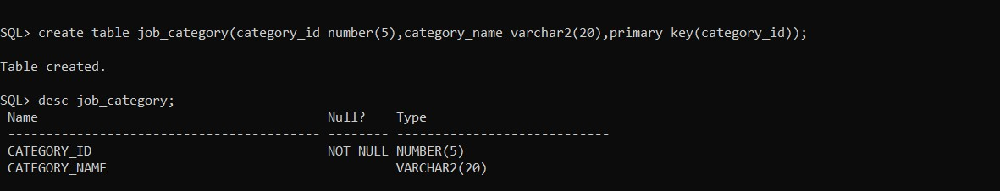 SQL> create table job_category(category_id number(5),category_name varchar2(20),primary key(category_id));
Table created.
SQL> desc job_category;
 Name                                      Null?    Type
 ----------------------------------------- -------- ----------------------------
 CATEGORY_ID                               NOT NULL NUMBER(5)
 CATEGORY_NAME                                      VARCHAR2(20)